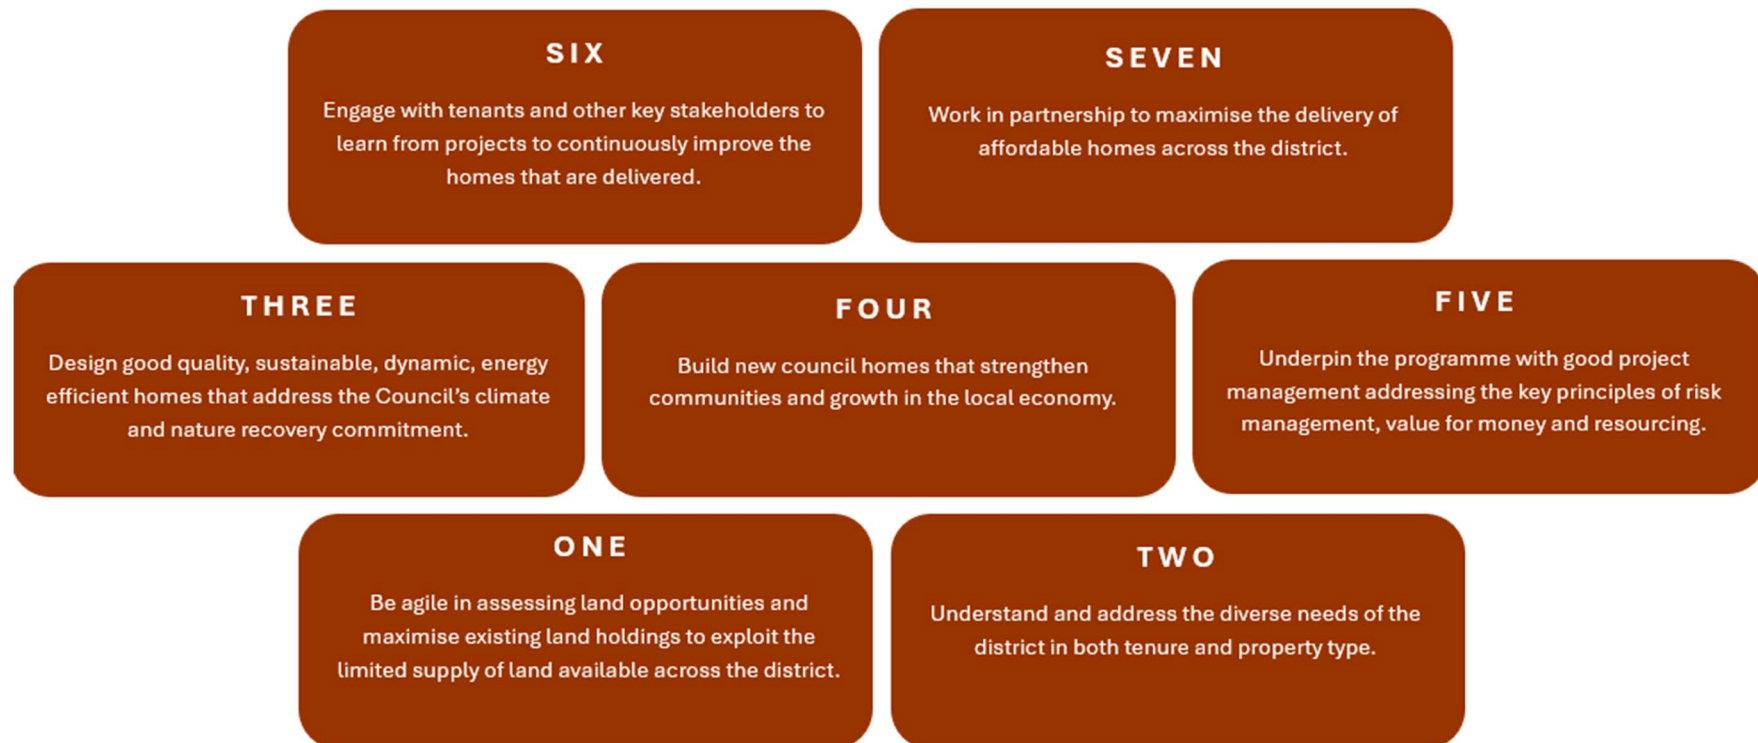 SIX
Engage with tenants and other key stakeholders to
learn from projects to continuously improve the
homes that are delivered.
SEVEN
Work in partnership to maximise the delivery of
affordable homes across the district.
THREE
Design good quality, sustainable, dynamic, energy
efficient homes that address the Council’s climate
and nature recovery commitment.
FOUR
Build new council homes that strengthen
communities and growth in the local economy.
FIVE
Underpin the programme with good project
management addressing the key principles of risk
management, value for money and resourcing.
ONE
Be agile in assessing land opportunities and
maximise existing land holdings to exploit the
limited supply of land available across the district.
TWO
Understand and address the diverse needs of the
district in both tenure and property type.